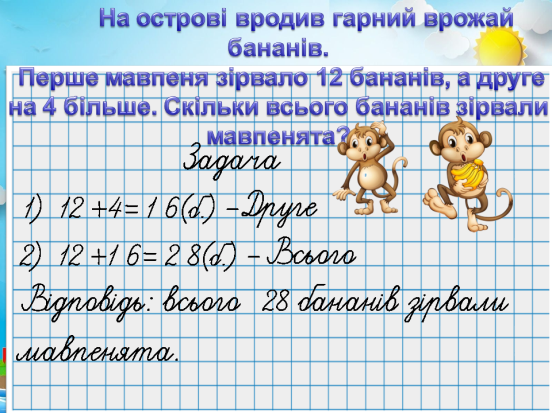 На острові вродив гарний врожай
бананів.
Перше мавпеня зірвало 12 бананів, а друге
на 4 більше. Скільки всього бананів зірвали
мавпенята?
Задача
1) 12 +4= 1 6(б.) –Друге
2) 12 +1 6= 2 8(б.) – Всього
Відповідь: всього 28 бананів зірвали
мавпенята.